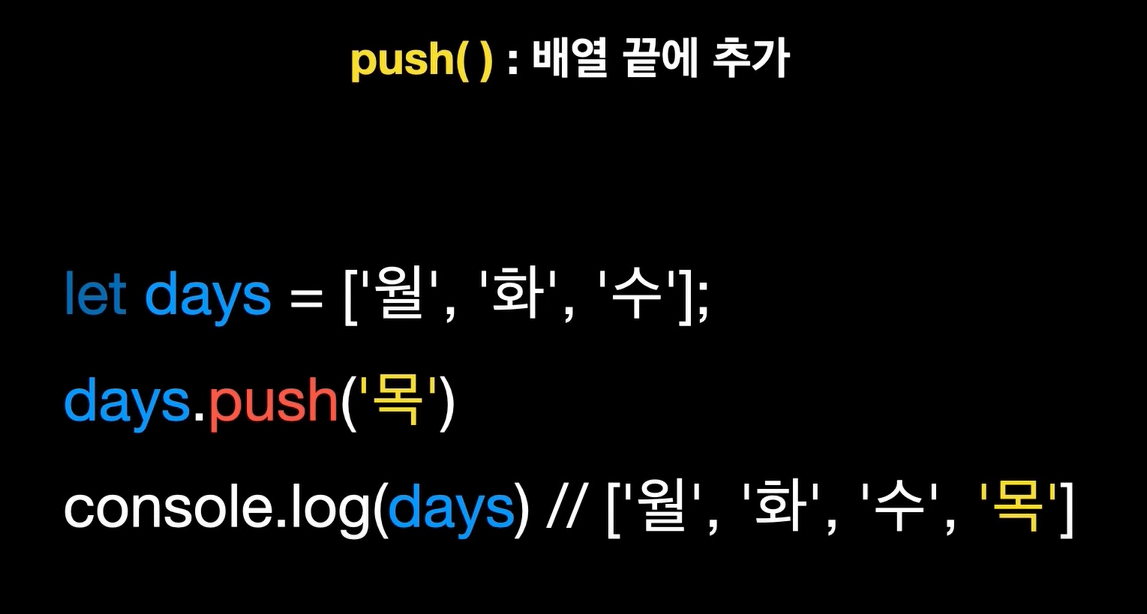 push( ) : 배열 끝에 추가
let days = ['월', '화', '수'];
days.push('목')
console.log(days) // ['월', '화', '수', '목']